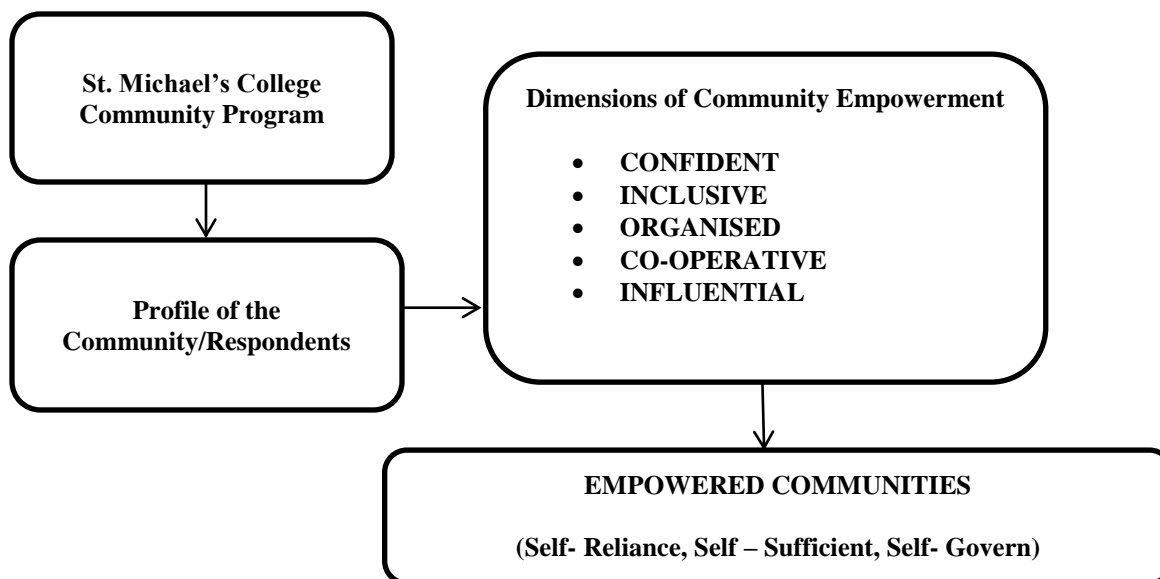 St. Michael’s College
Community Program
Profile of the
Community/Respondents
Dimensions of Community Empowerment
• CONFIDENT
• INCLUSIVE
• ORGANISED
• CO-OPERATIVE
• INFLUENTIAL
EMPOWERED COMMUNITIES
(Self- Reliance, Self – Sufficient, Self- Govern)